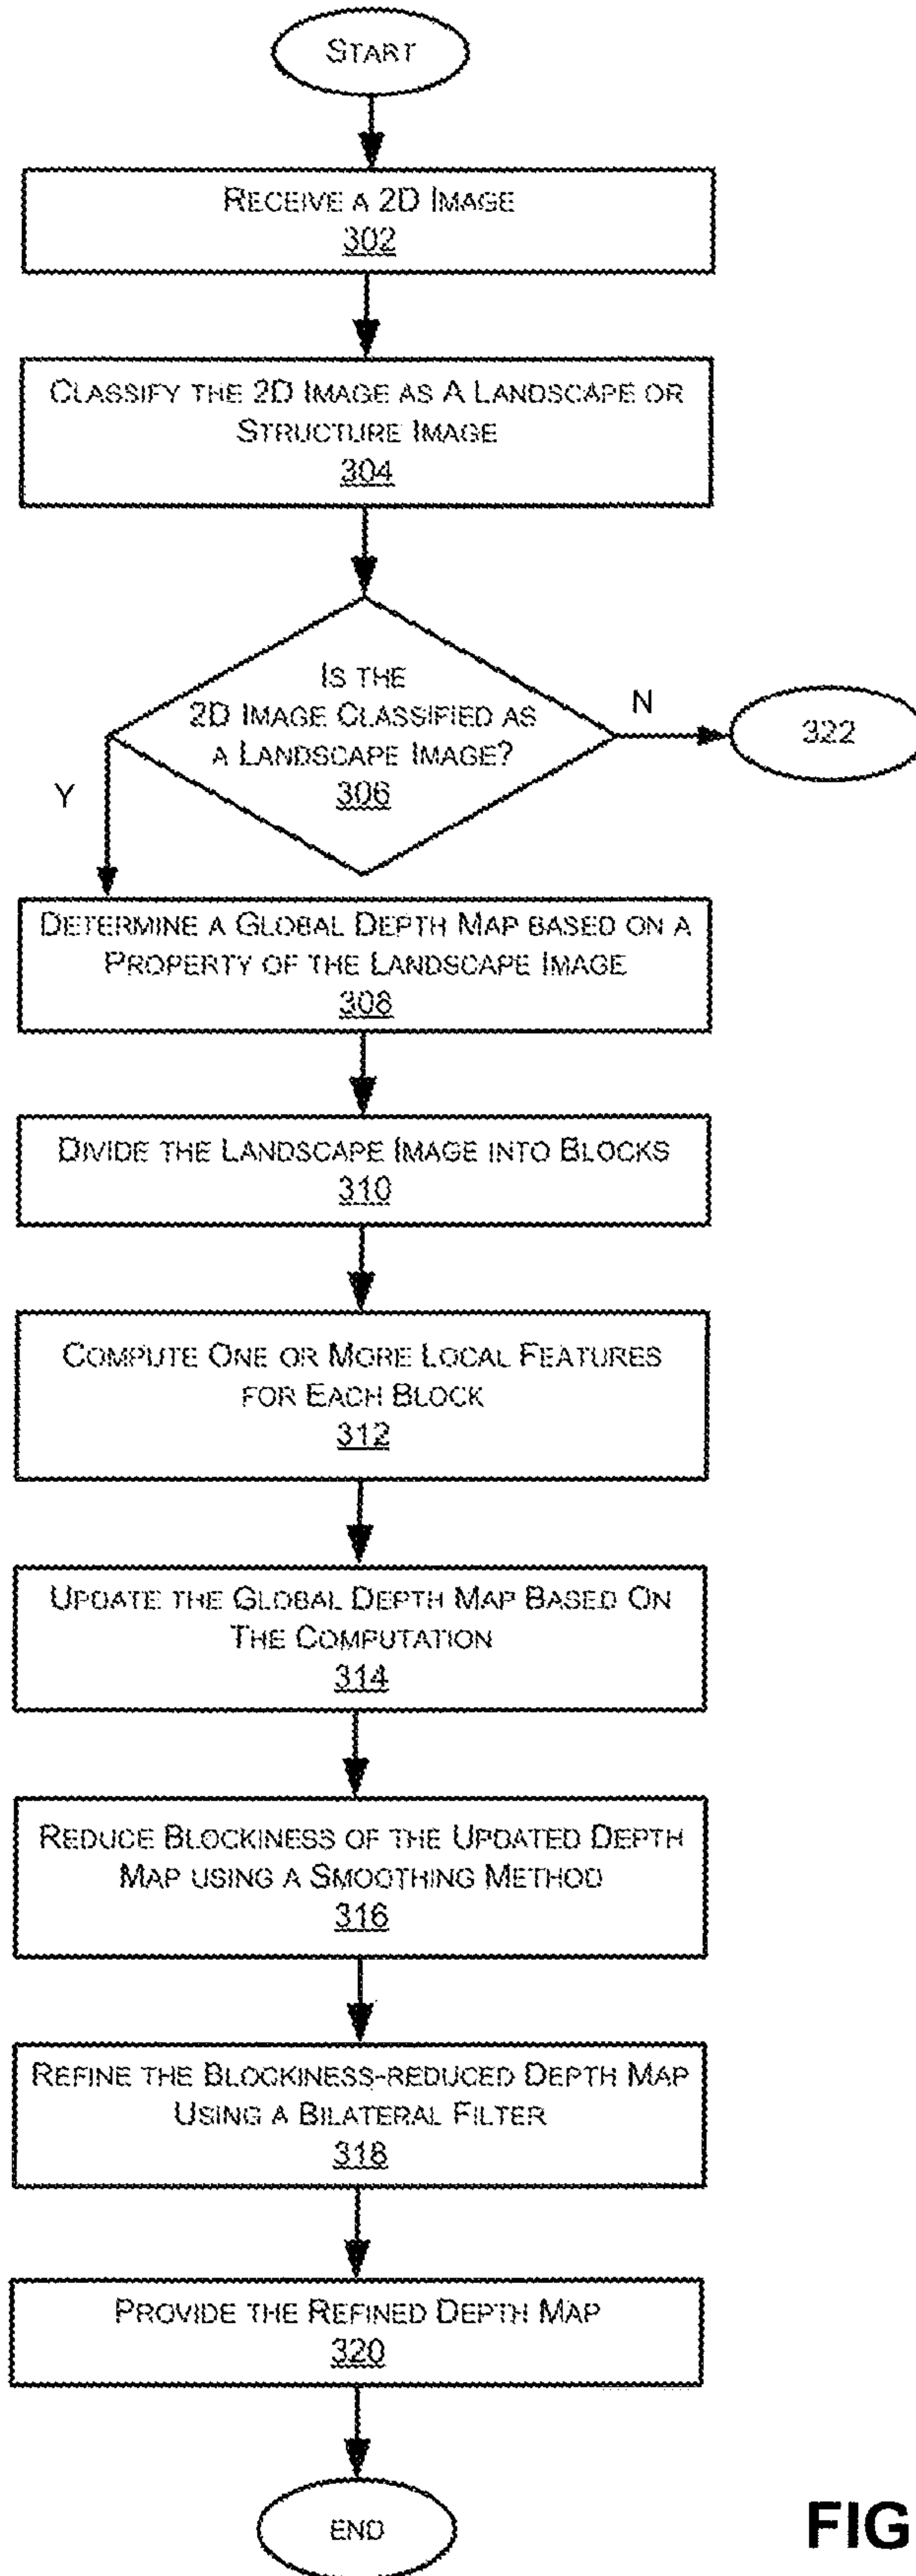 START
RECEIVE A 2D IMAGE
302
CLASSIFY THE 2D IMAGE AS A LANDSCAPE OR
STRUCTURE IMAGE
304
IS THE
2D IMAGE CLASSIFIED AS
A LANDSCAPE IMAGE?
306
N
322
Y
DETERMINE A GLOBAL DEPTH MAP BASED ON A
PROPERTY OF THE LANDSCAPE IMAGE
308
DIVIDE THE LANDSCAPE IMAGE INTO BLOCKS
310
COMPUTE ONE OR MORE LOCAL FEATURES
FOR EACH BLOCK
312
UPDATE THE GLOBAL DEPTH MAP BASED ON
THE COMPUTATION
314
REDUCE BLOCKINESS OF THE UPDATED DEPTH
MAP USING A SMOOTHING METHOD
316
REFINE THE BLOCKINESS-REDUCED DEPTH MAP
USING A BILATERAL FILTER
318
PROVIDE THE REFINED DEPTH MAP
320
END
FIG